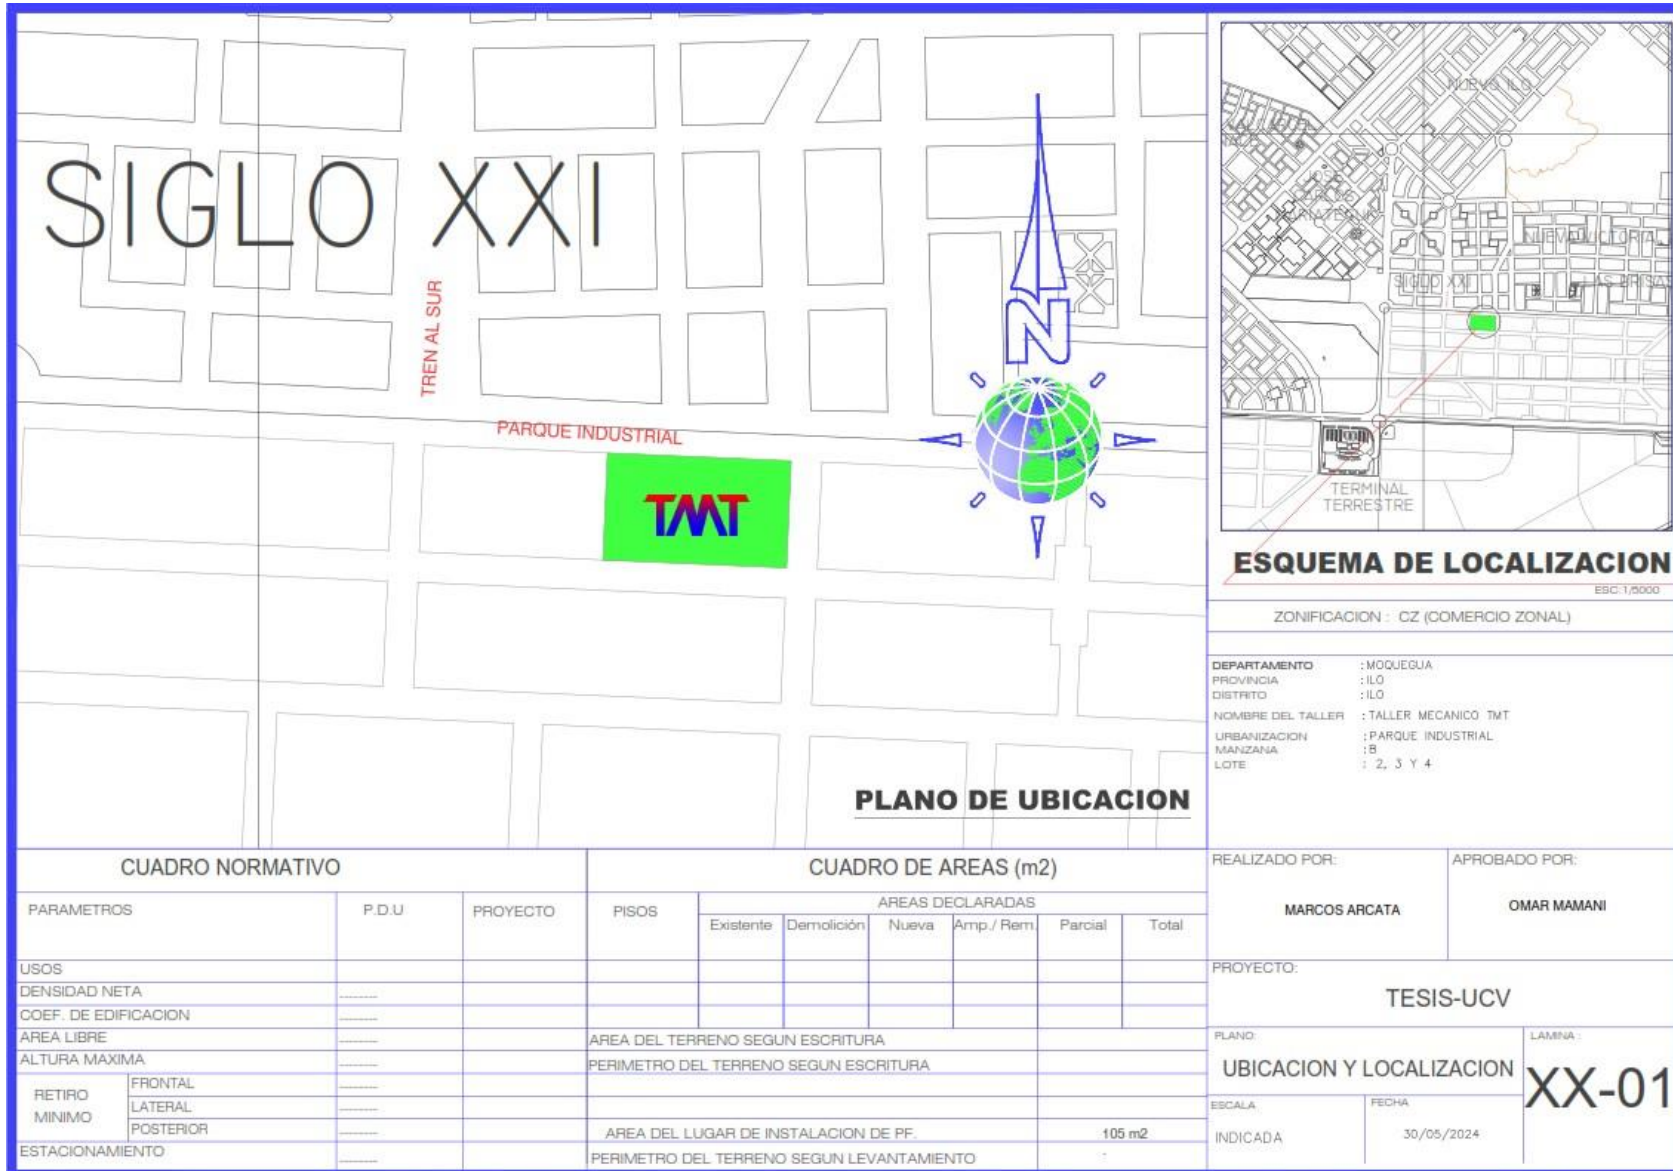 SIGLO XXI
TREN AL SUR
PARQUE INDUSTRIAL
TMT
N
PLANO DE UBICACION
NUEVO ILO
JOSE
CARLOS
MARIATEGUI
NUEVA VICTORIA
SIGLO XXI
LAS BRISAS
TERMINAL
TERRESTRE
ESQUEMA DE LOCALIZACION
ESC:1/5000
ZONIFICACION : CZ (COMERCIO ZONAL)
DEPARTAMENTO : MOQUEGUA
PROVINCIA : ILO
DISTRITO : ILO
NOMBRE DEL TALLER : TALLER MECANICO TMT
URBANIZACION : PARQUE INDUSTRIAL
MANZANA : B
LOTE : 2, 3 Y 4
CUADRO NORMATIVO
PARAMETROS P.D.U PROYECTO
USOS
DENSIDAD NETA ----------
COEF. DE EDIFICACION ----------
AREA LIBRE ----------
ALTURA MAXIMA ----------
RETIRO MINIMO
FRONTAL ----------
LATERAL ----------
POSTERIOR ----------
ESTACIONAMIENTO ----------
CUADRO DE AREAS (m2)
PISOS AREAS DECLARADAS
Existente Demolición Nueva Amp./ Rem. Parcial Total
AREA DEL TERRENO SEGUN ESCRITURA
PERIMETRO DEL TERRENO SEGUN ESCRITURA
AREA DEL LUGAR DE INSTALACION DE PF. 105 m2
PERIMETRO DEL TERRENO SEGUN LEVANTAMIENTO
REALIZADO POR: APROBADO POR:
MARCOS ARCATA OMAR MAMANI
PROYECTO:
TESIS-UCV
PLANO: LAMINA :
UBICACION Y LOCALIZACION XX-01
ESCALA FECHA
INDICADA 30/05/2024